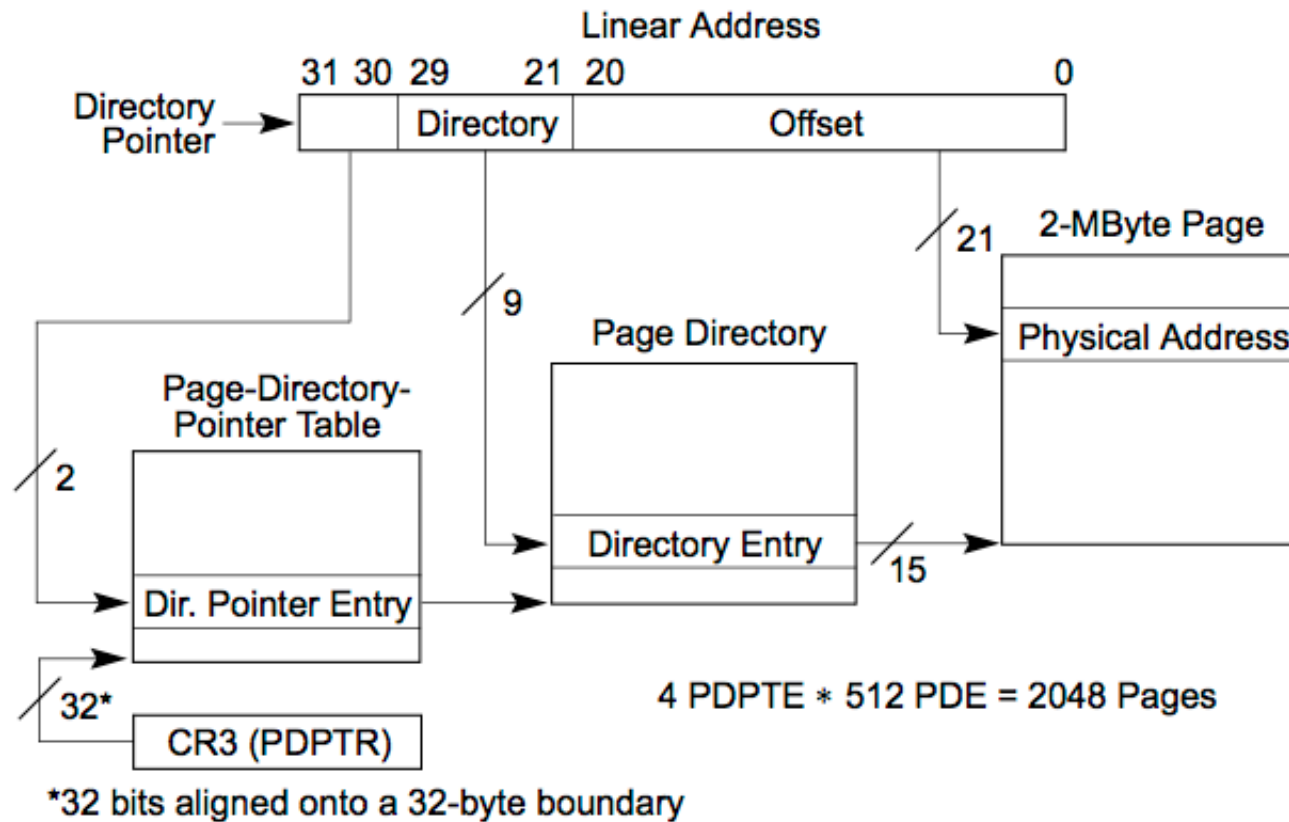 Linear Address
31 30 29 21 20 0
Directory
Pointer
Directory
Offset
21
2-MByte Page
9
Physical Address
Page Directory
Page-Directory-
Pointer Table
2
Directory Entry
15
Dir. Pointer Entry
32*
4 PDPTE * 512 PDE = 2048 Pages
CR3 (PDPTR)
*32 bits aligned onto a 32-byte boundary